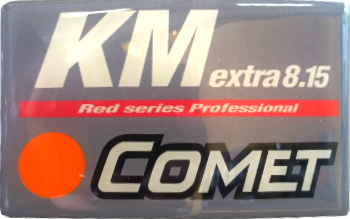 KM extra 8.15
Red series Professional
COMET